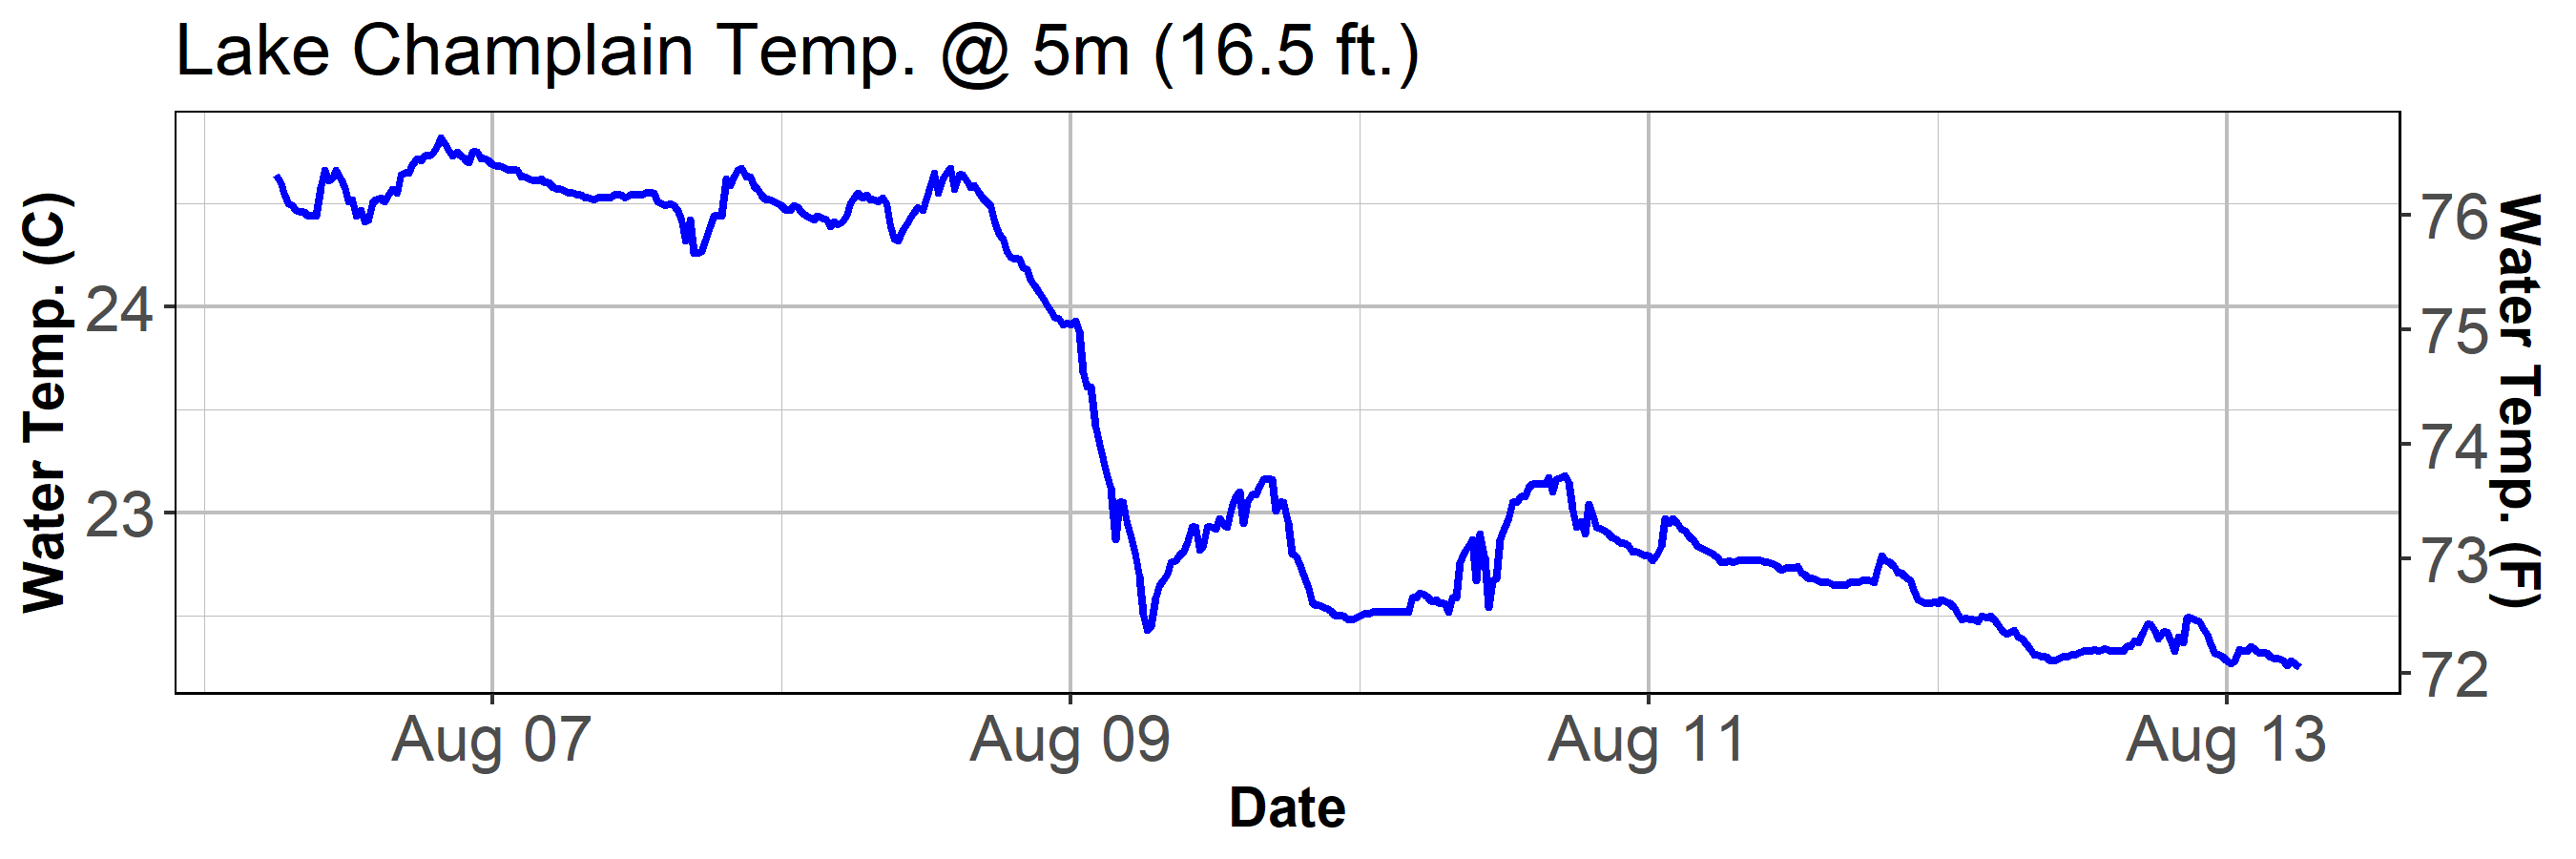 Lake Champlain Temp. @ 5m (16.5 ft.)
Water Temp. (C)
24
23
76
75
74
73
72
Water Temp. (F)
Aug 07
Aug 09
Aug 11
Aug 13
Date